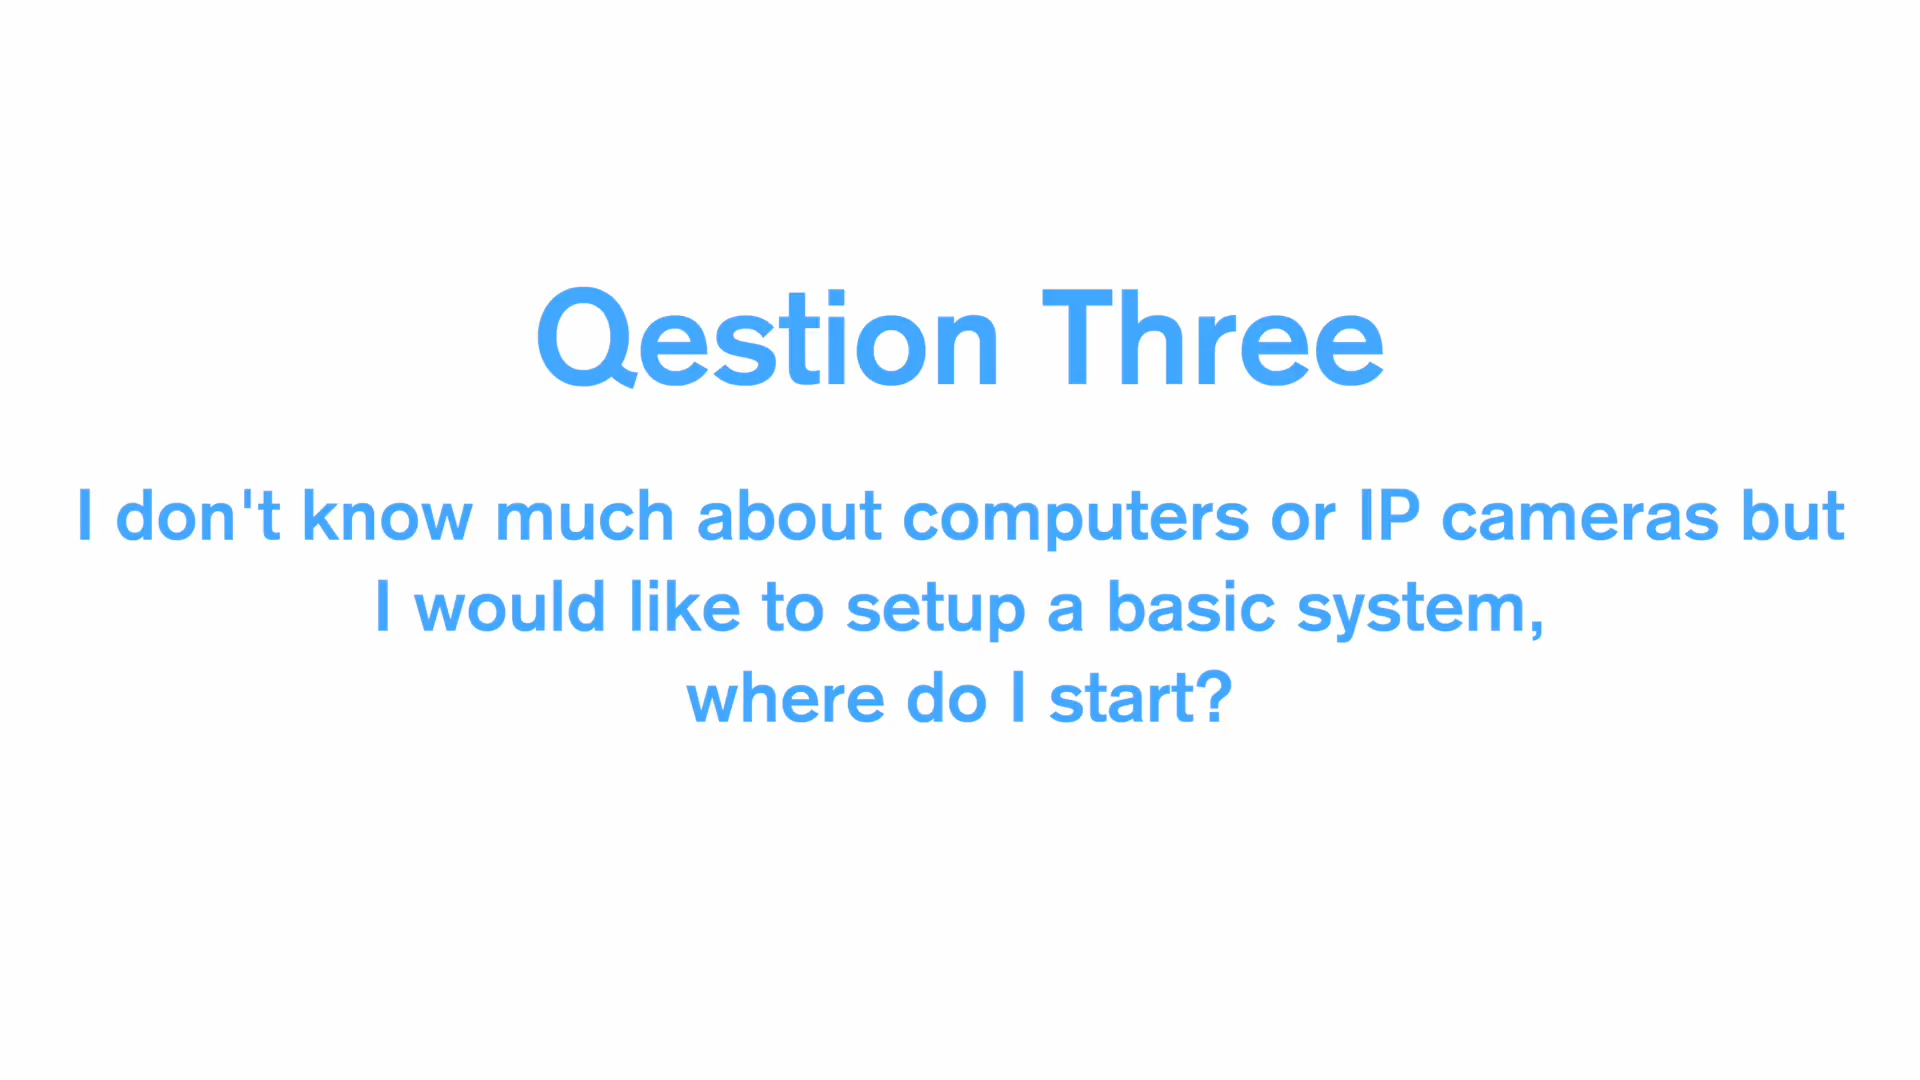 Qestion Three
I don't know much about computers or IP cameras but
I would like to setup a basic system,
where do I start?